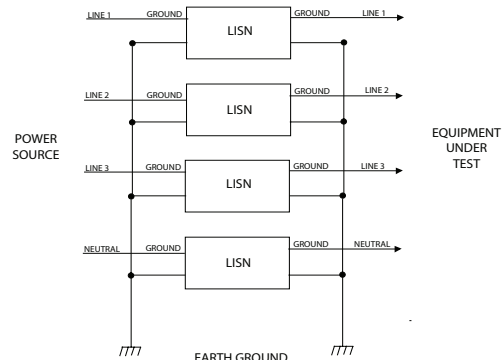 LINE 1 GROUND LISN GROUND LINE 1
LINE 2 GROUND LISN GROUND LINE 2
POWER
SOURCE
EQUIPMENT
UNDER
TEST
LINE 3 GROUND LISN GROUND LINE 3
NEUTRAL GROUND LISN GROUND NEUTRAL
EARTH GROUND